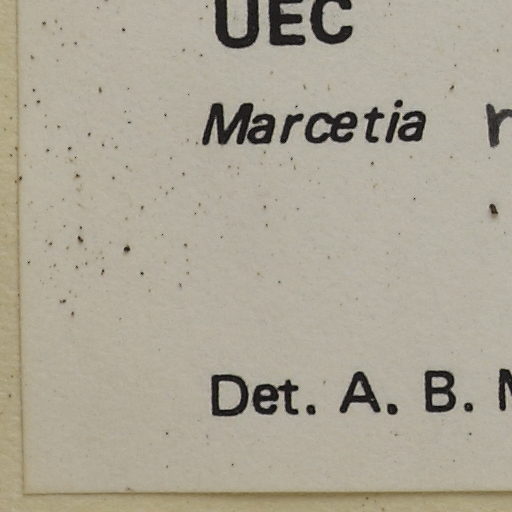 UEC
Marcetia
Det. A. B.